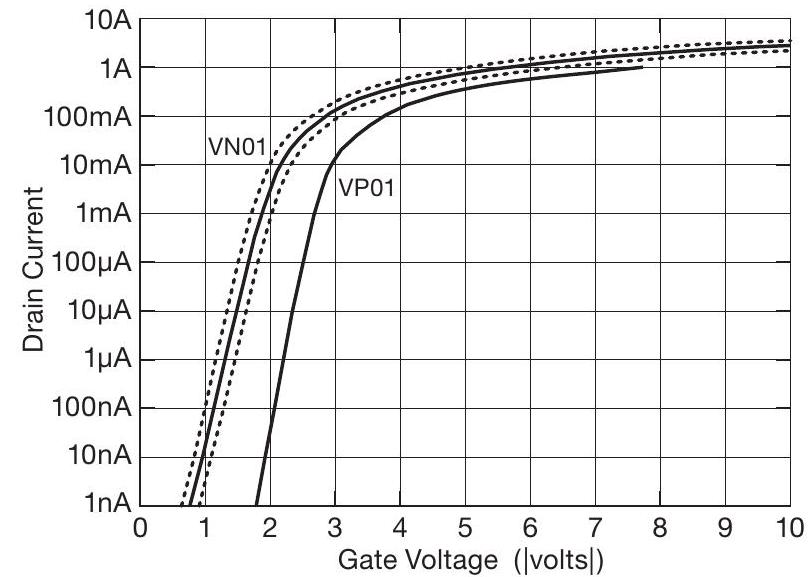 10A
1A
100mA
10mA
1mA
100µA
10µA
1µA
100nA
10nA
1nA
Drain Current
VN01
VP01
0 1 2 3 4 5 6 7 8 9 10
Gate Voltage (|volts|)